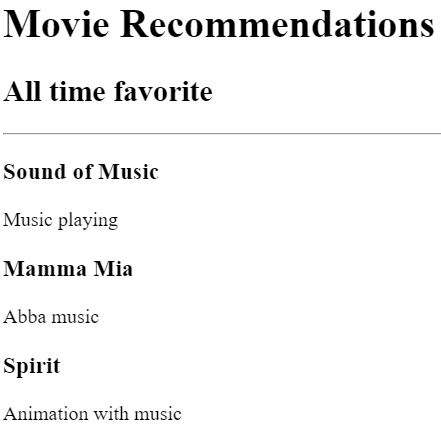 Movie Recommendations
All time favorite
Sound of Music
Music playing
Mamma Mia
Abba music
Spirit
Animation with music